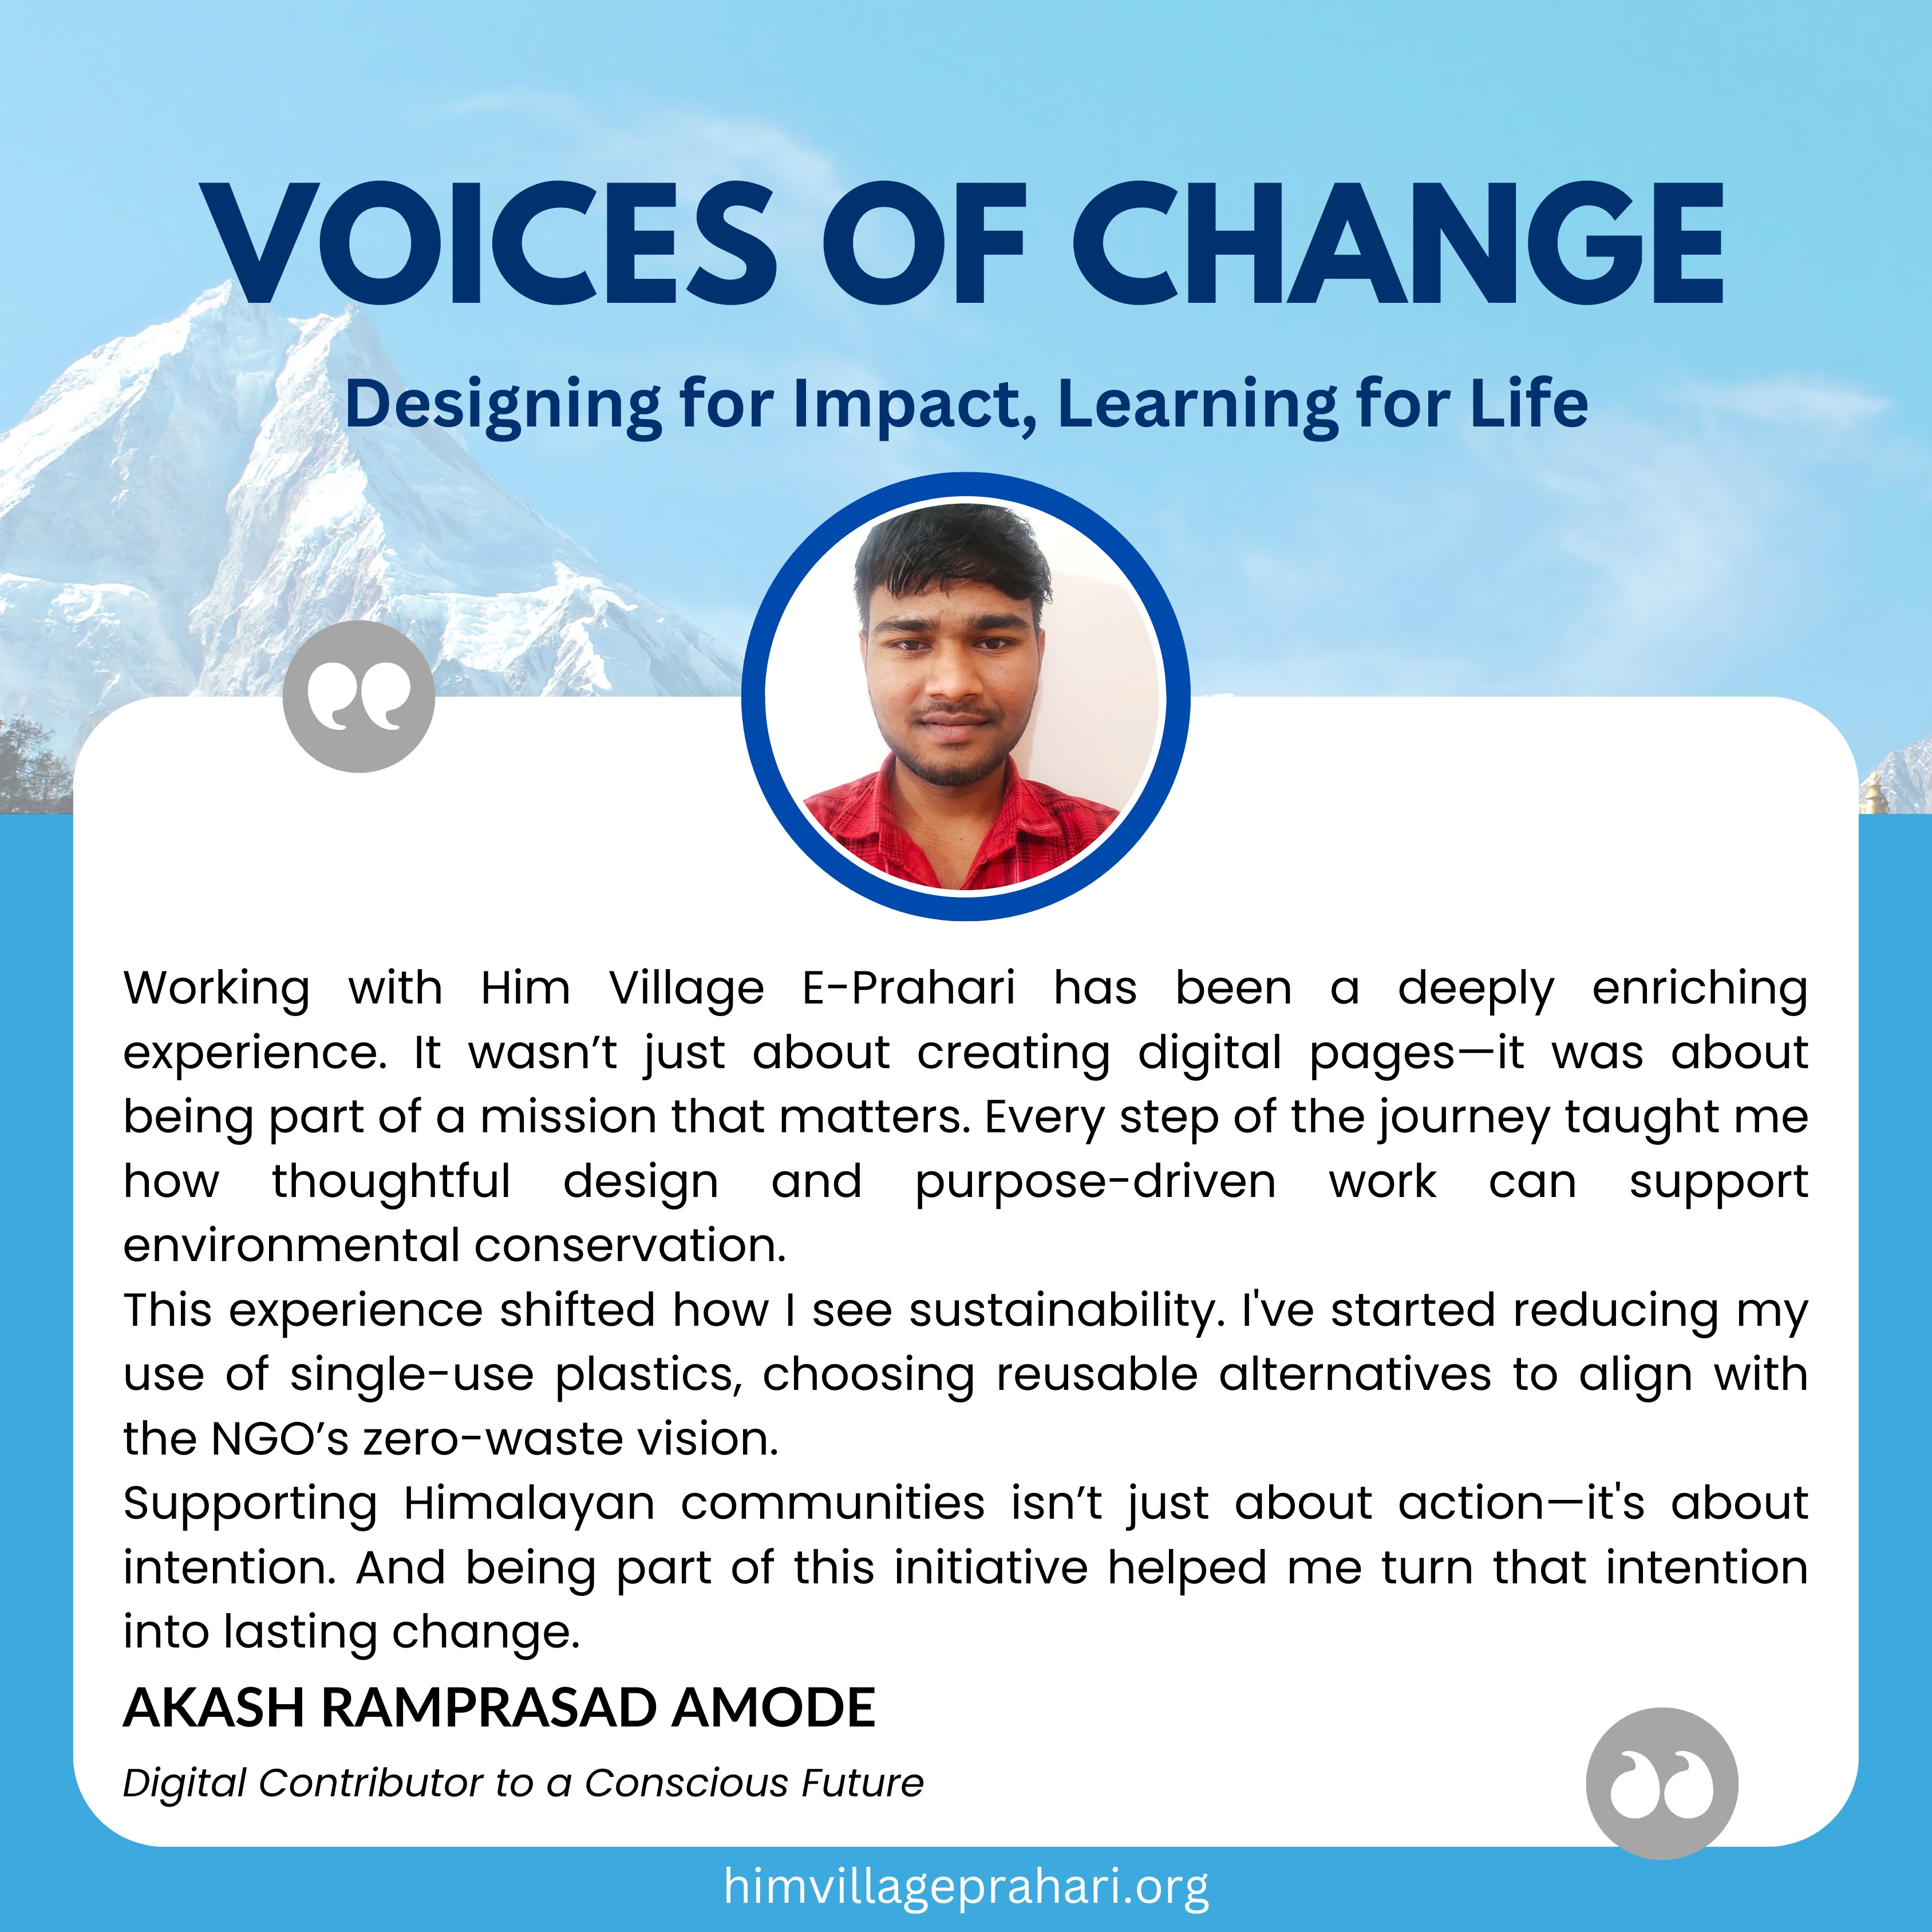 VOICES OF CHANGE
Designing for Impact, Learning for Life
Working with Him Village E-Prahari has been a deeply enriching
experience. It wasn’t just about creating digital pages—it was about
being part of a mission that matters. Every step of the journey taught me
how thoughtful design and purpose-driven work can support
environmental conservation.
This experience shifted how I see sustainability. I've started reducing my
use of single-use plastics, choosing reusable alternatives to align with
the NGO’s zero-waste vision.
Supporting Himalayan communities isn’t just about action—it's about
intention. And being part of this initiative helped me turn that intention
into lasting change.
AKASH RAMPRASAD AMODE
Digital Contributor to a Conscious Future
himvillageprahari.org